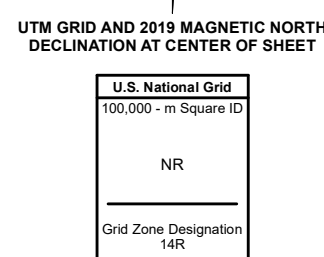 UTM GRID AND 2019 MAGNETIC NORTH
DECLINATION AT CENTER OF SHEET
U.S. National Grid
100,000 - m Square ID
NR
Grid Zone Designation
14R